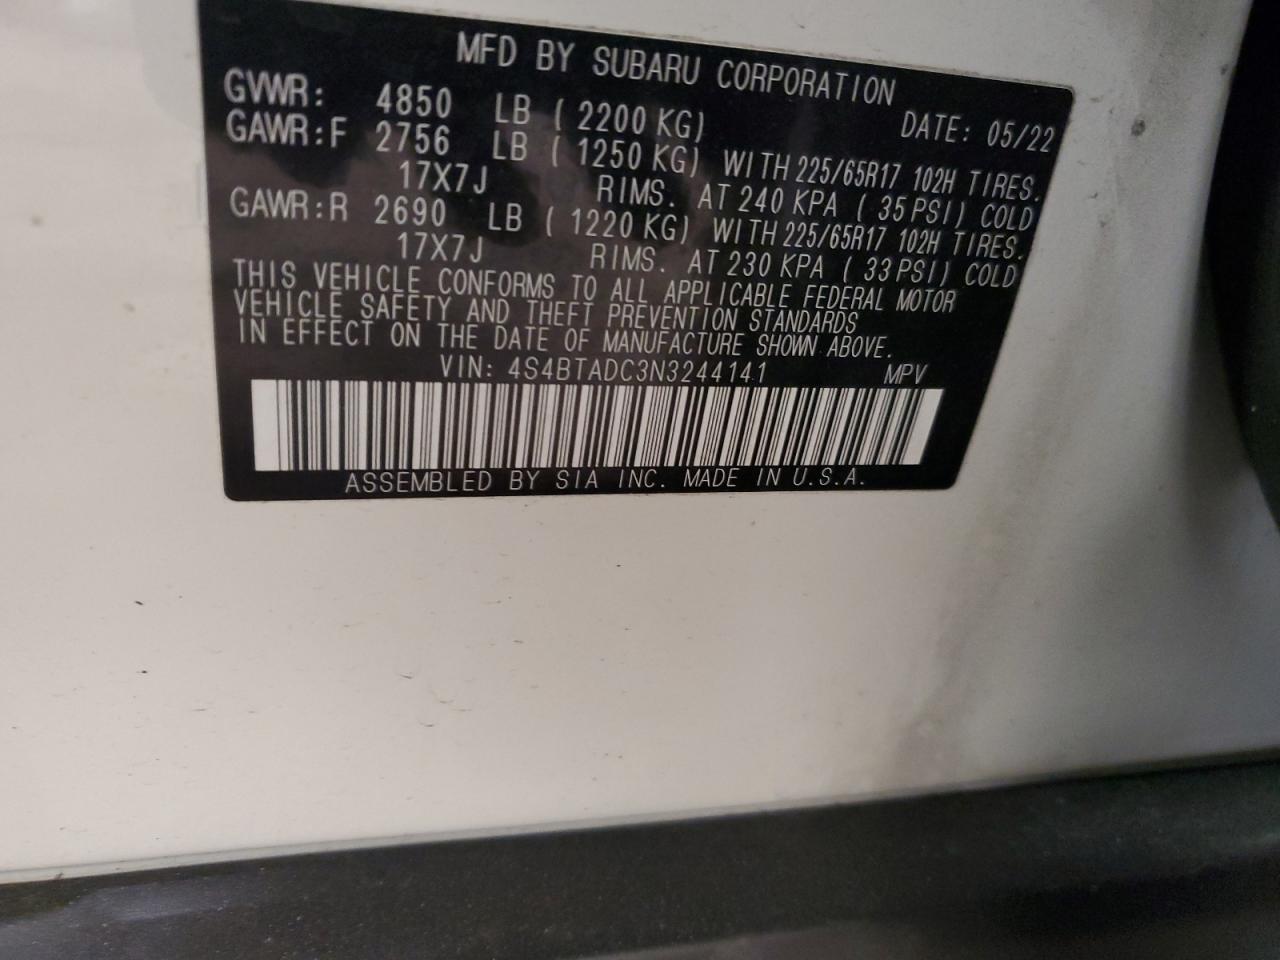 MFD BY SUBARU CORPORATION
GVWR: 4850 LB ( 2200 KG) DATE: 05/22
GAWR:F 2756 LB ( 1250 KG) WITH 225/65R17 102H TIRES.
17X7J RIMS. AT 240 KPA ( 35 PSI) COLD
GAWR:R 2690 LB ( 1220 KG) WITH 225/65R17 102H TIRES.
17X7J RIMS. AT 230 KPA ( 33 PSI) COLD
THIS VEHICLE CONFORMS TO ALL APPLICABLE FEDERAL MOTOR
VEHICLE SAFETY AND THEFT PREVENTION STANDARDS
IN EFFECT ON THE DATE OF MANUFACTURE SHOWN ABOVE.
VIN: 4S4BTADC3N3244141 MPV
ASSEMBLED BY SIA INC. MADE IN U.S.A.